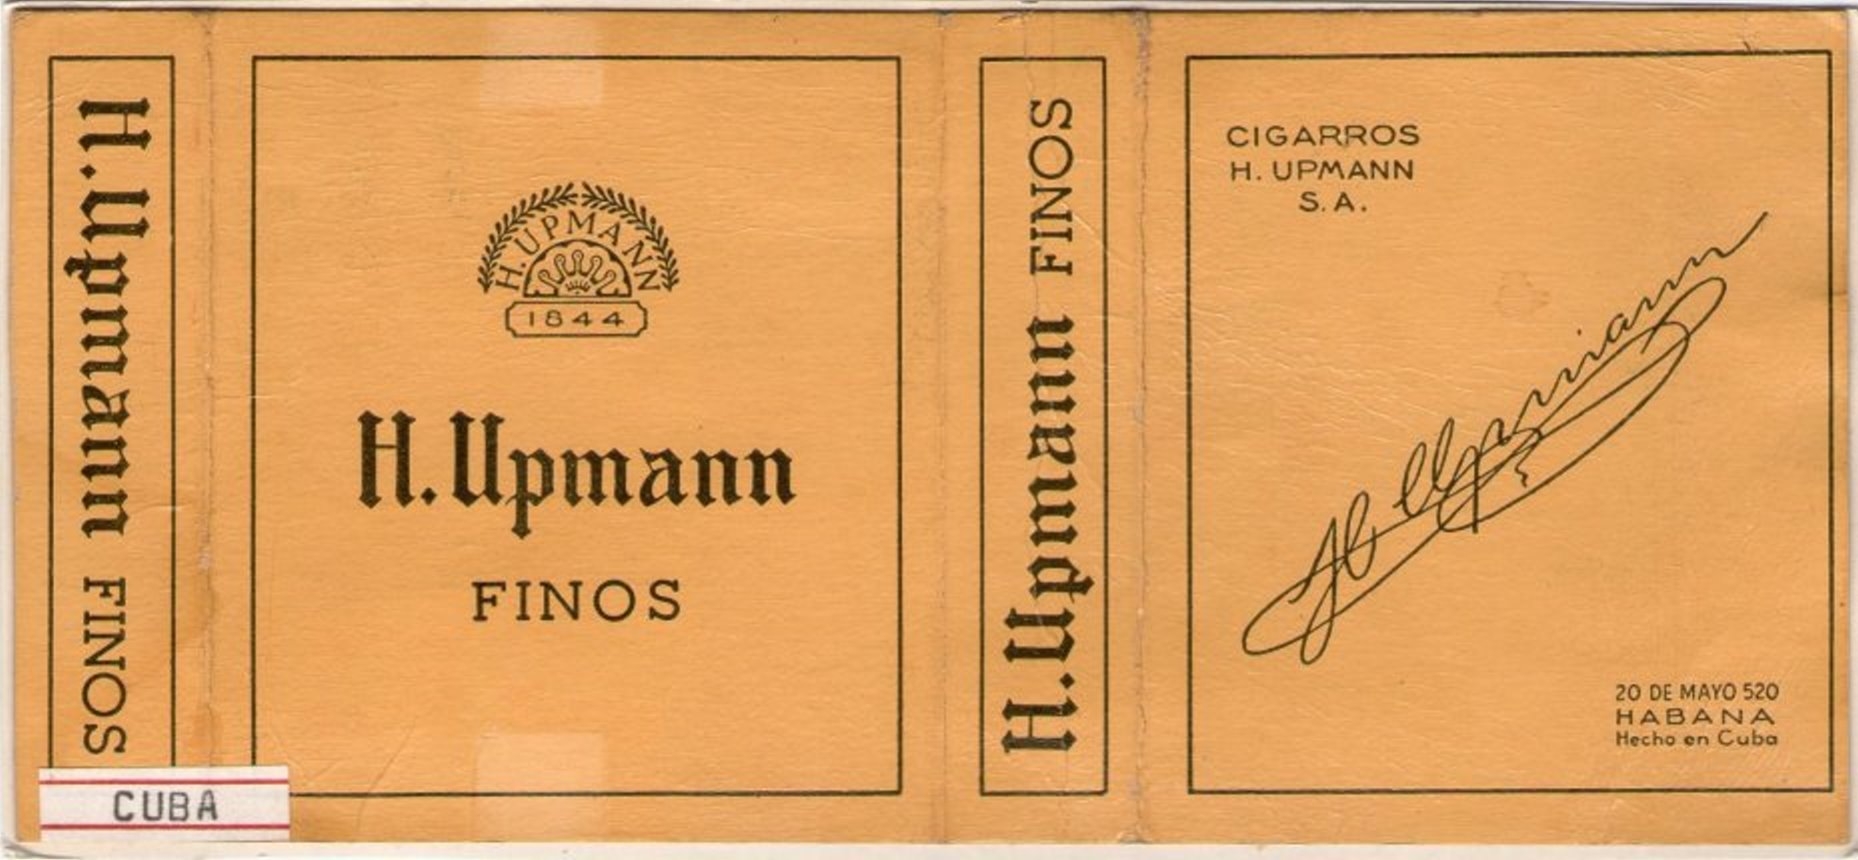 H. Upmann FINOS
CUBA
H. UPMANN
1844
H. Upmann
FINOS
H. Upmann FINOS
CIGARROS
H. UPMANN
S. A.
H Upmann
20 DE MAYO 520
HABANA
Hecho en Cuba